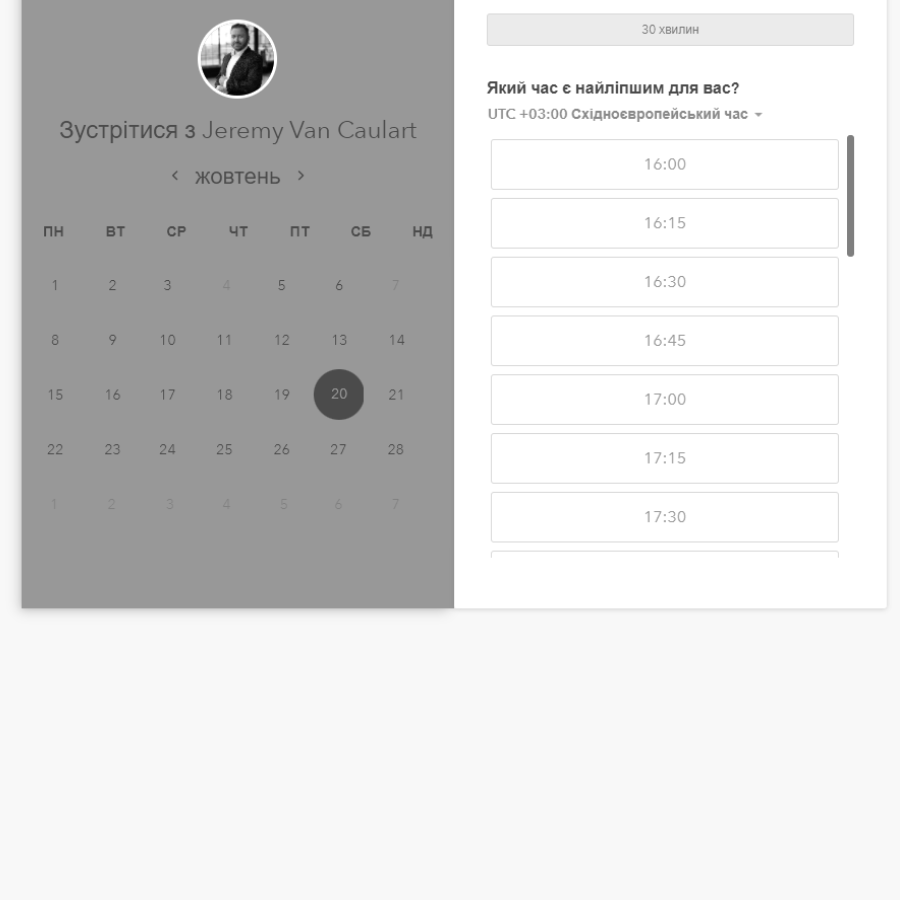 Зустрітися з Jeremy Van Caulart
жовтень
ПН ВТ СР ЧТ ПТ СБ НД
1 2 3 4 5 6 7
8 9 10 11 12 13 14
15 16 17 18 19 20 21
22 23 24 25 26 27 28
1 2 3 4 5 6 7
30 хвилин
Який час є найліпшим для вас?
UTC +03:00 Східноєвропейський час
16:00
16:15
16:30
16:45
17:00
17:15
17:30